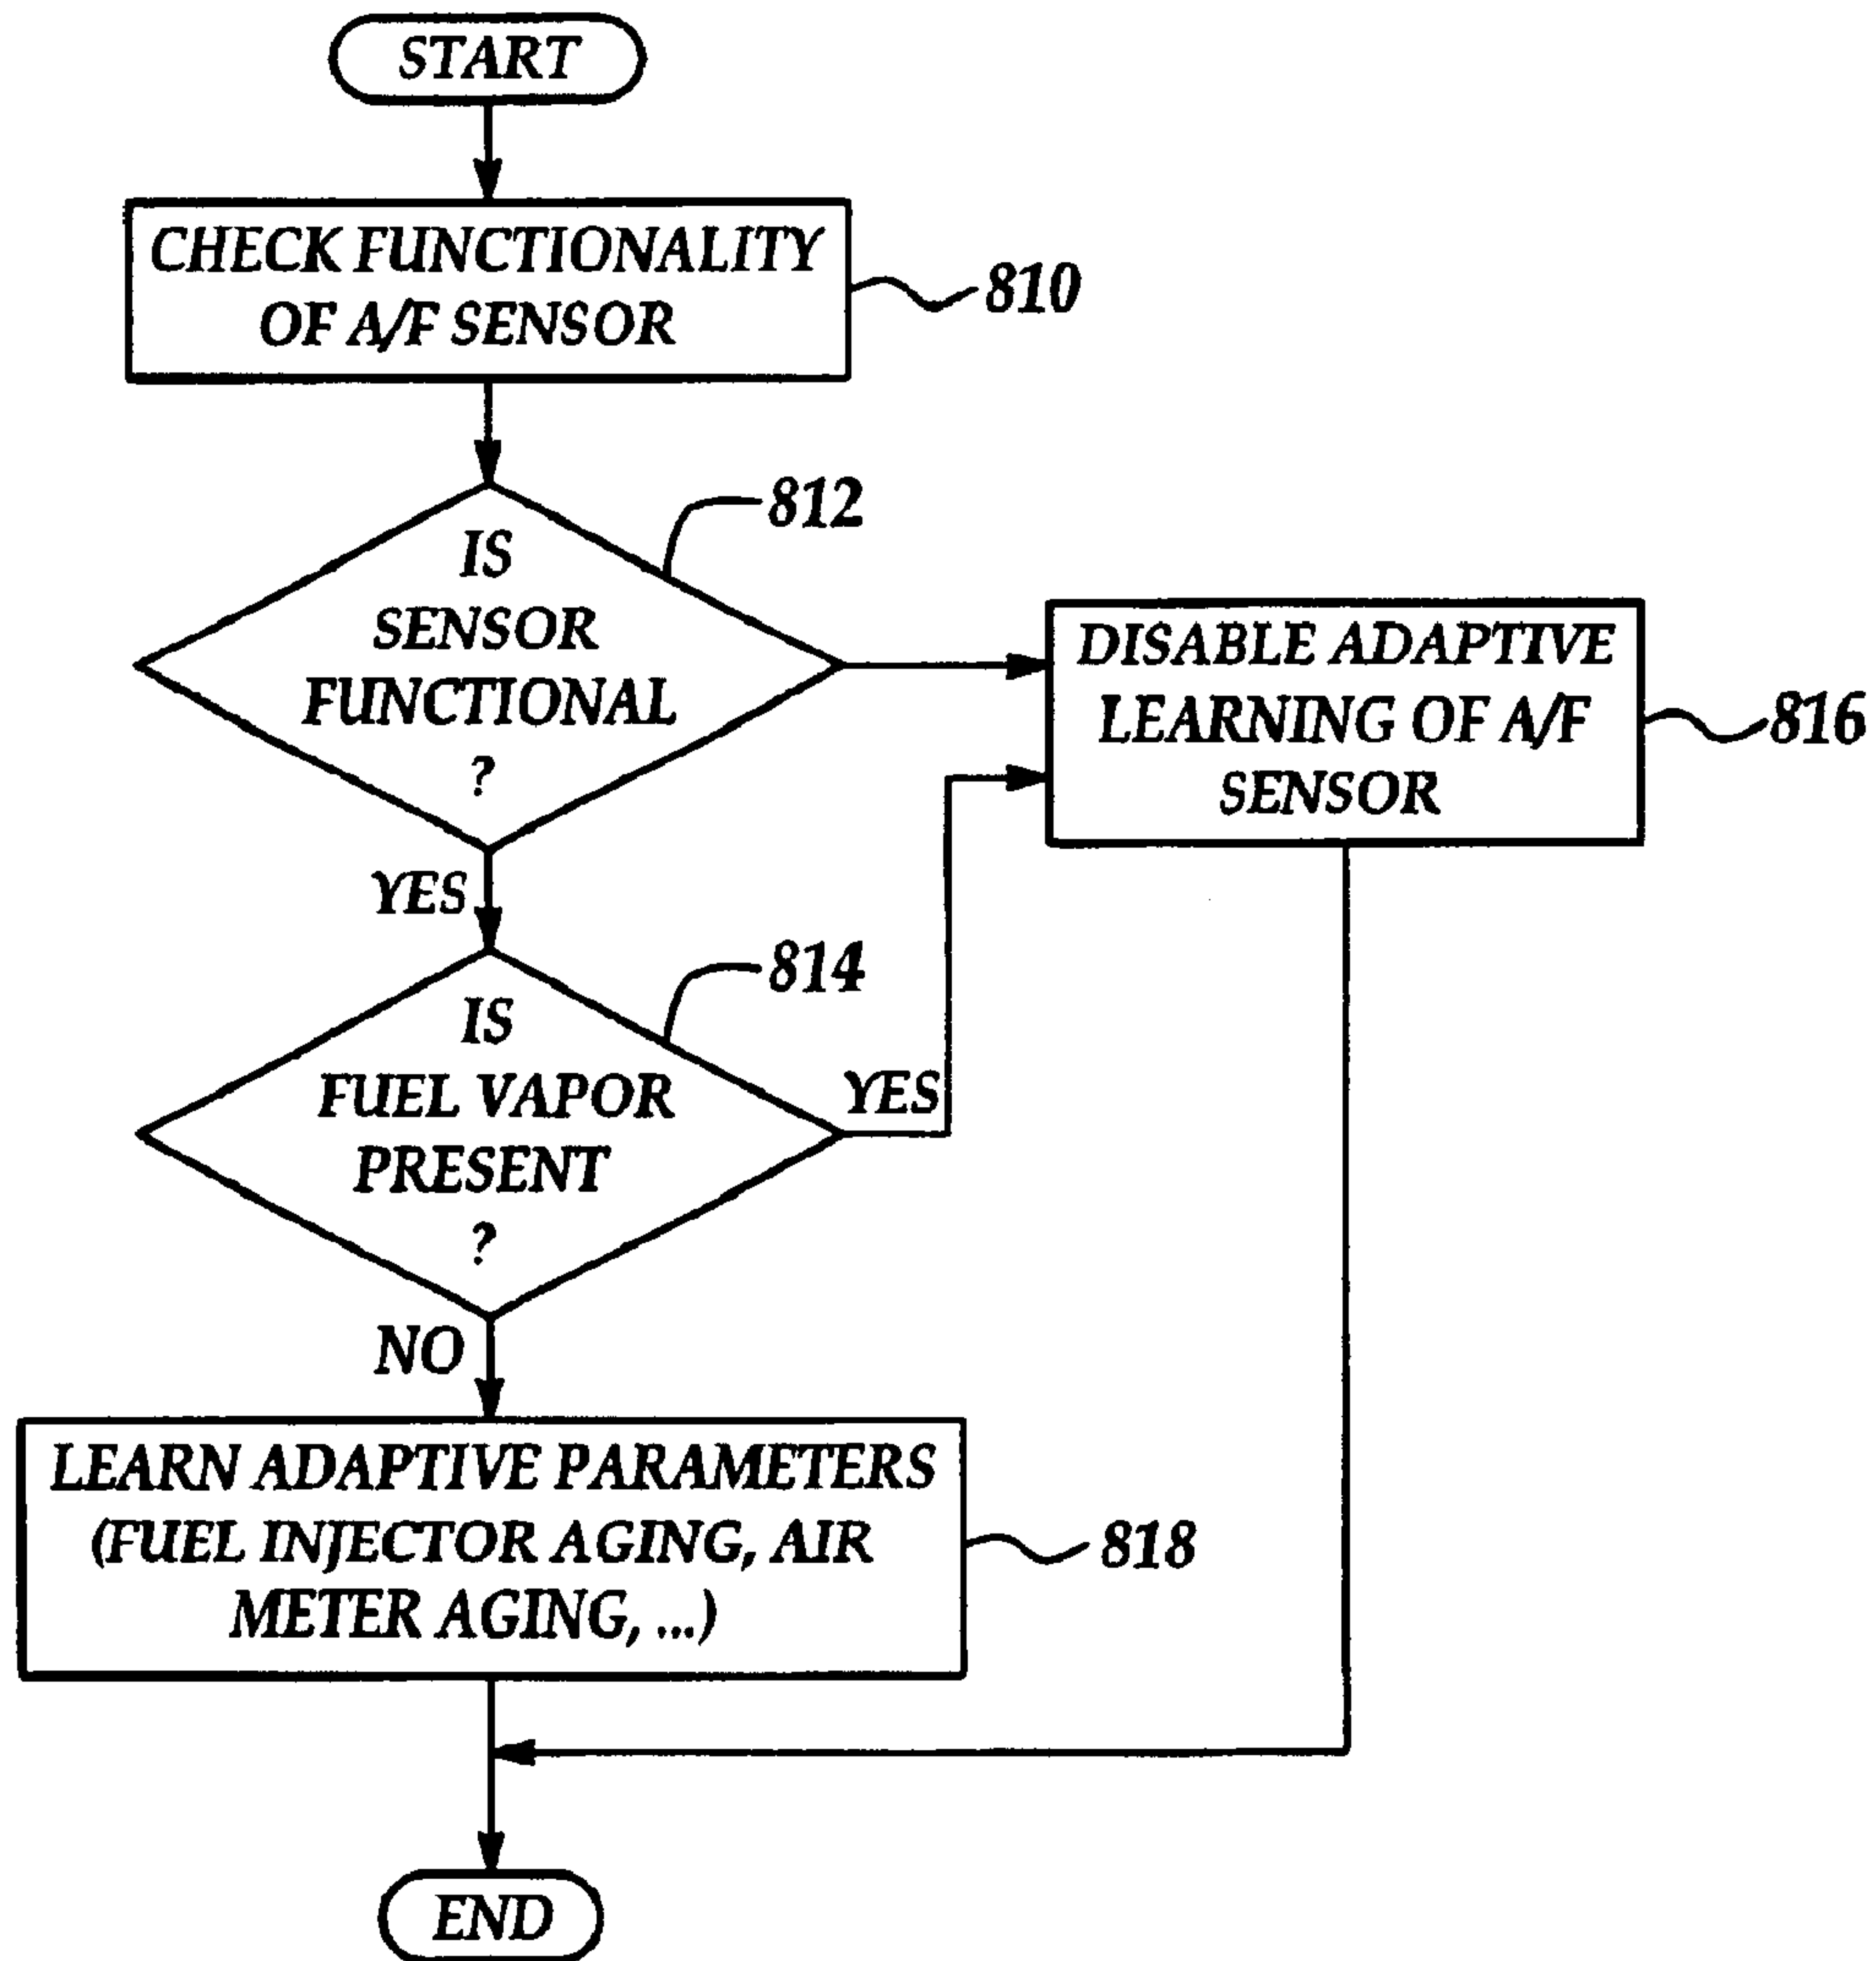 START
CHECK FUNCTIONALITY
OF A/F SENSOR
810
812
IS
SENSOR
FUNCTIONAL
?
DISABLE ADAPTIVE
LEARNING OF A/F
SENSOR
816
YES
814
IS
FUEL VAPOR
PRESENT
?
YES
NO
LEARN ADAPTIVE PARAMETERS
(FUEL INJECTOR AGING, AIR
METER AGING, ...)
818
END